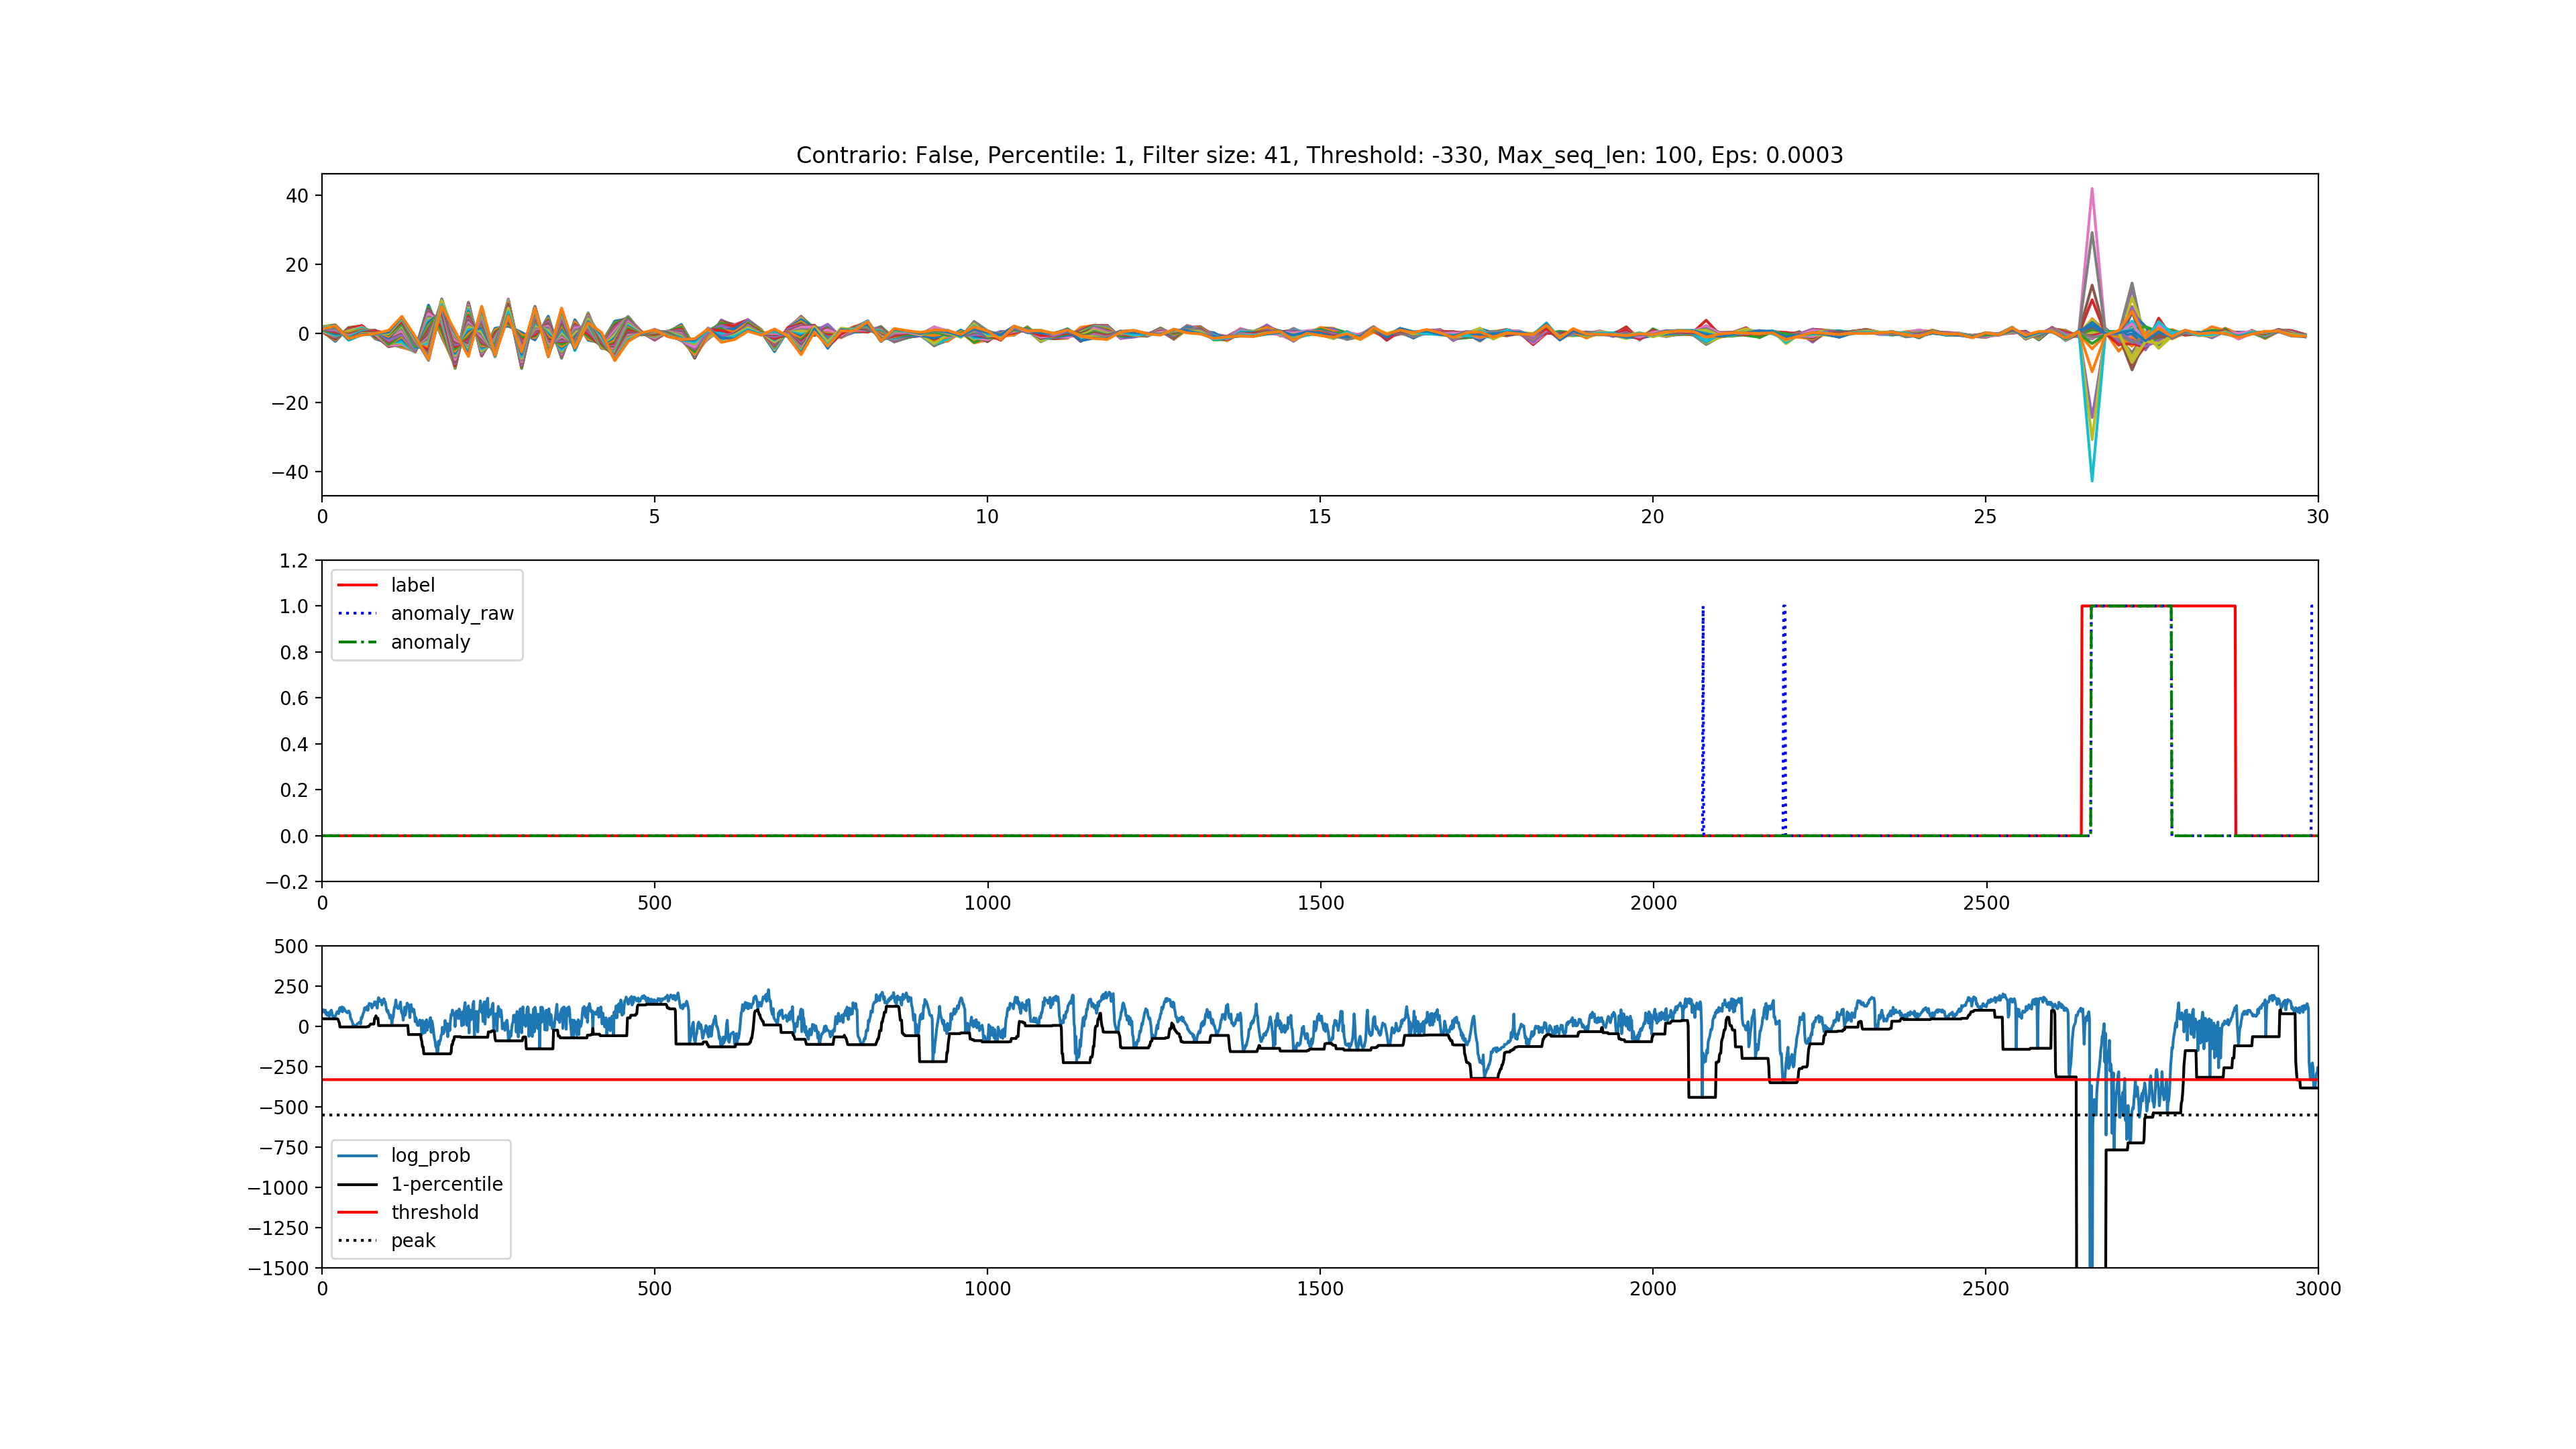 Contrario: False, Percentile: 1, Filter size: 41, Threshold: -330, Max_seq_len: 100, Eps: 0.0003
40
20
0
−20
−40
0 5 10 15 20 25 30
1.2
1.0
0.8
0.6
0.4
0.2
0.0
−0.2
label
anomaly_raw
anomaly
0 500 1000 1500 2000 2500
500
250
0
−250
−500
−750
−1000
−1250
−1500
log_prob
1-percentile
threshold
peak
0 500 1000 1500 2000 2500 3000